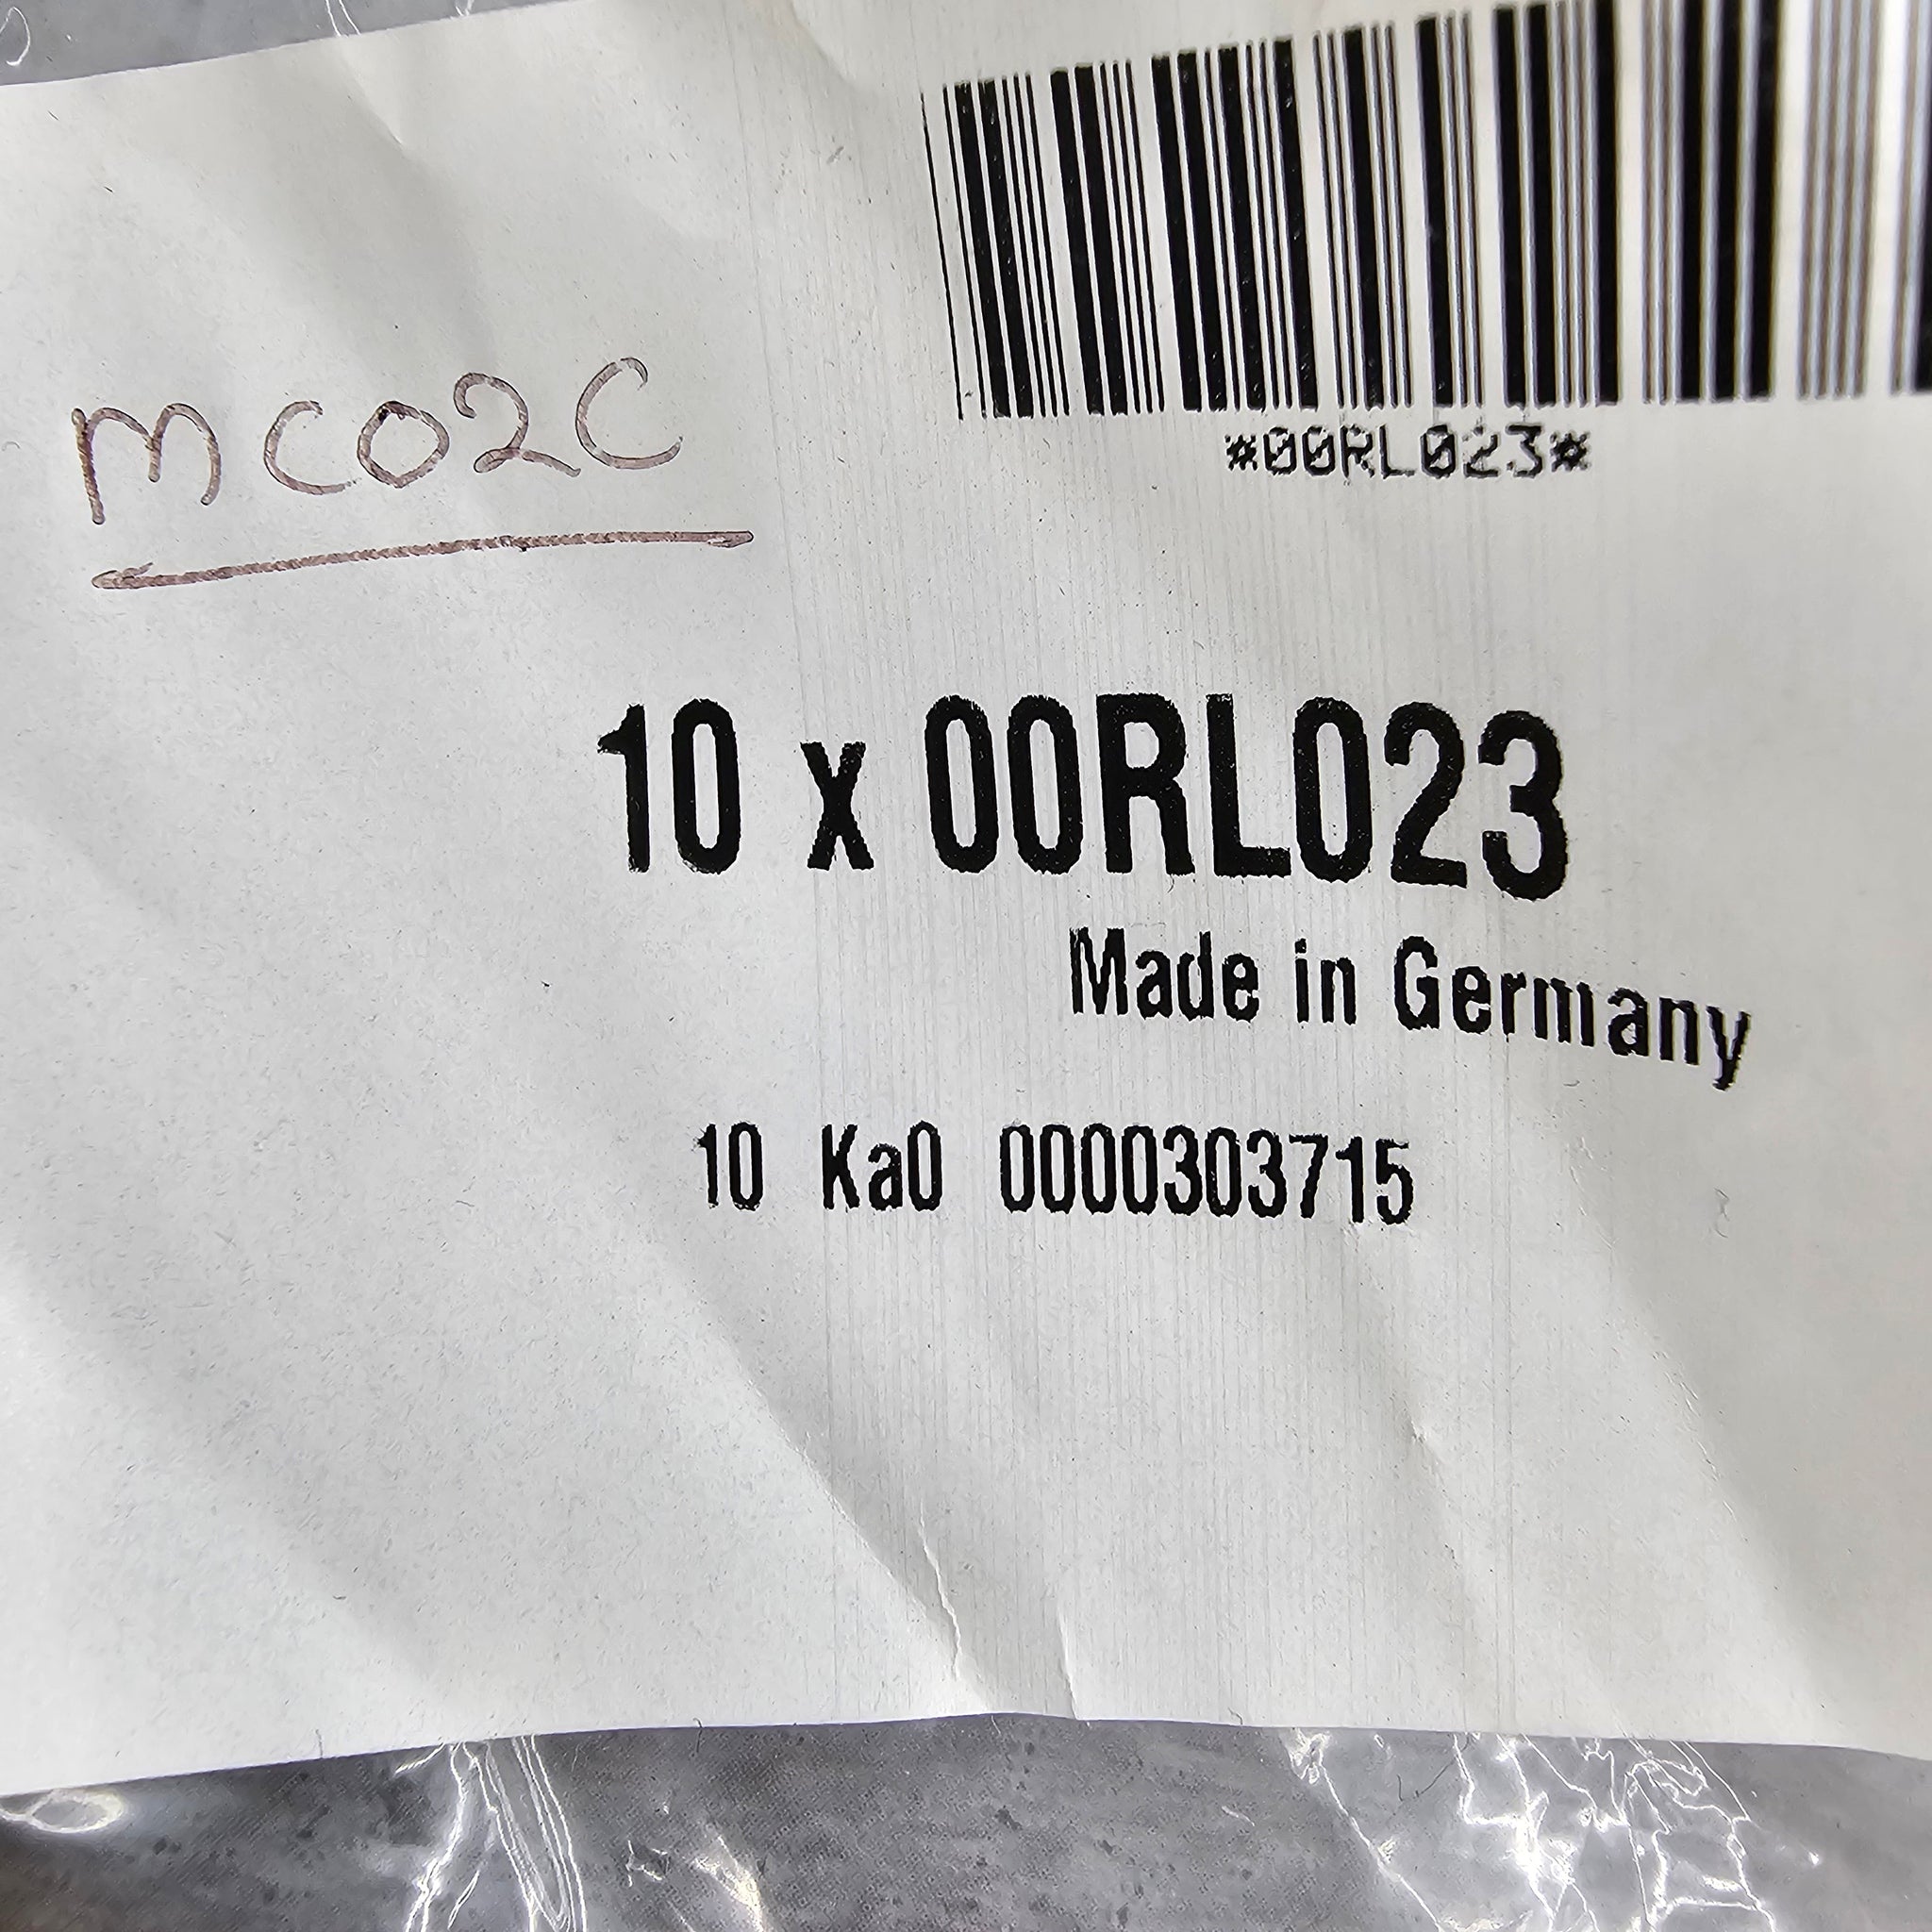 *00RL023*
MC02C
10 x 00RL023
Made in Germany
10 Ka0 0000303715